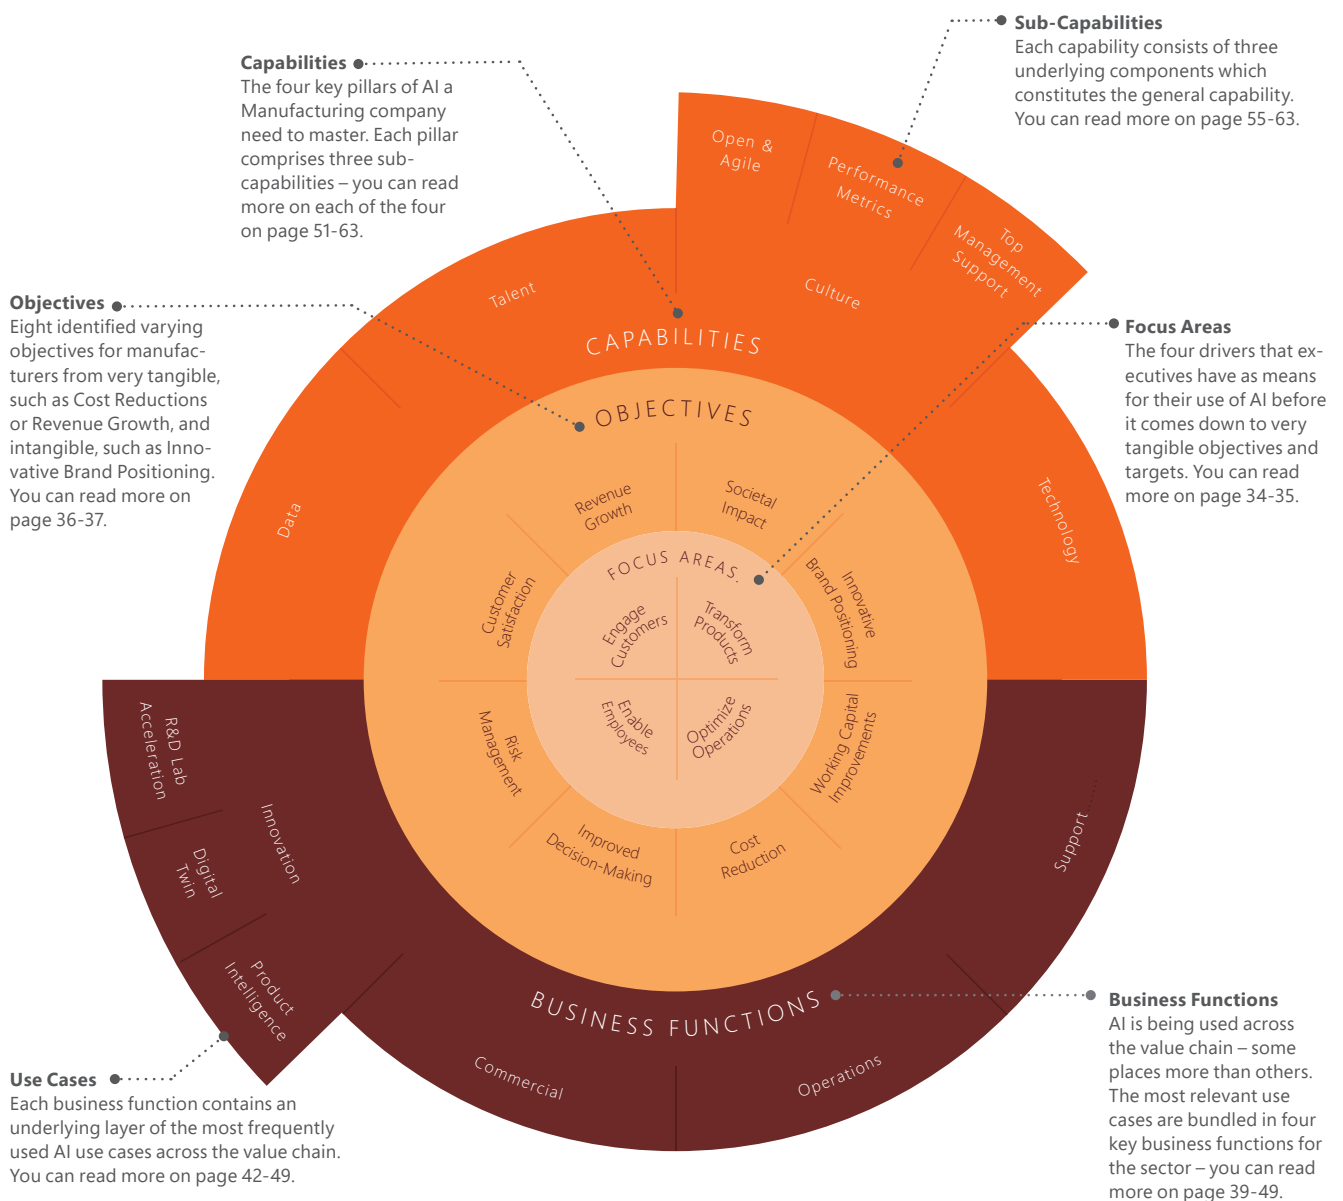 Sub-Capabilities
Each capability consists of three
underlying components which
constitutes the general capability.
You can read more on page 55-63.
Capabilities
The four key pillars of AI a
Manufacturing company
need to master. Each pillar
comprises three sub-
capabilities – you can read
more on each of the four
on page 51-63.
Objectives
Eight identified varying
objectives for manufac-
turers from very tangible,
such as Cost Reductions
or Revenue Growth, and
intangible, such as Inno-
vative Brand Positioning.
You can read more on
page 36-37.
Focus Areas
The four drivers that ex-
ecutives have as means
for their use of AI before
it comes down to very
tangible objectives and
targets. You can read
more on page 34-35.
Open &
Agile
Performance
Metrics
Top
Management
Support
Talent
Culture
CAPABILITIES
Data
Technology
OBJECTIVES
Revenue
Growth
Societal
Impact
Customer
Satisfaction
Innovative
Brand Positioning
FOCUS AREAS.
Engage
Customers
Transform
Products
Enable
Employees
Optimize
Operations
Risk
Management
Working Capital
Improvements
Improved
Decision-Making
Cost
Reduction
R&D Lab
Acceleration
Innovation
Digital
Twin
Product
Intelligence
Support
BUSINESS FUNCTIONS
Commercial
Operations
Use Cases
Each business function contains an
underlying layer of the most frequently
used AI use cases across the value chain.
You can read more on page 42-49.
Business Functions
AI is being used across
the value chain – some
places more than others.
The most relevant use
cases are bundled in four
key business functions for
the sector – you can read
more on page 39-49.